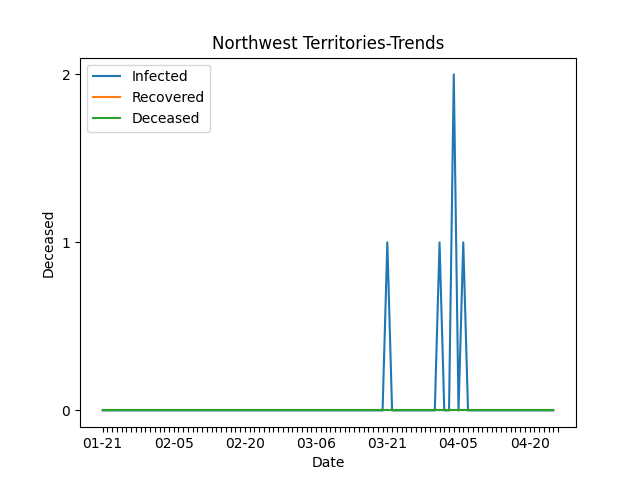 Northwest Territories-Trends
Infected
Recovered
Deceased
2
1
0
Deceased
01-21 02-05 02-20 03-06 03-21 04-05 04-20
Date